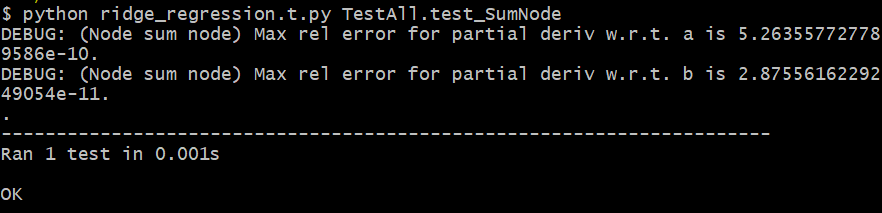 $ python ridge_regression.t.py TestAll.test_SumNode
DEBUG: (Node sum node) Max rel error for partial deriv w.r.t. a is 5.26355772778
9586e-10.
DEBUG: (Node sum node) Max rel error for partial deriv w.r.t. b is 2.87556162292
49054e-11.
.
----------------------------------------------------------------------
Ran 1 test in 0.001s
OK